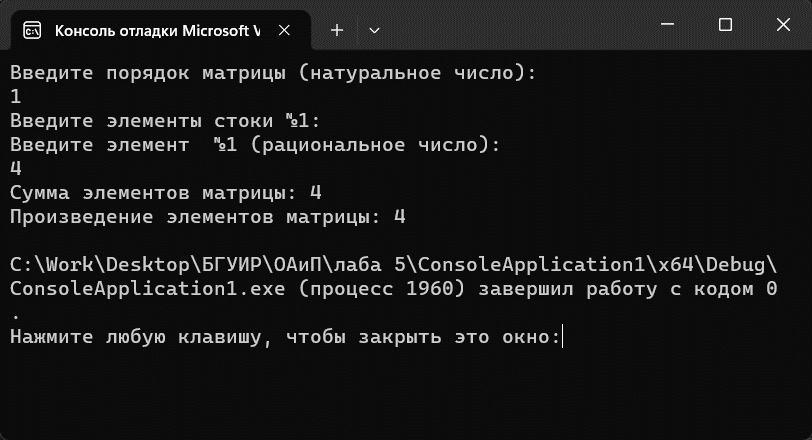 Консоль отладки Microsoft V
Введите порядок матрицы (натуральное число):
1
Введите элементы стоки №1:
Введите элемент  №1 (рациональное число):
4
Сумма элементов матрицы: 4
Произведение элементов матрицы: 4
C:\Work\Desktop\БГУИР\ОАиП\лаба 5\ConsoleApplication1\x64\Debug\
ConsoleApplication1.exe (процесс 1960) завершил работу с кодом 0
.
Нажмите любую клавишу, чтобы закрыть это окно: